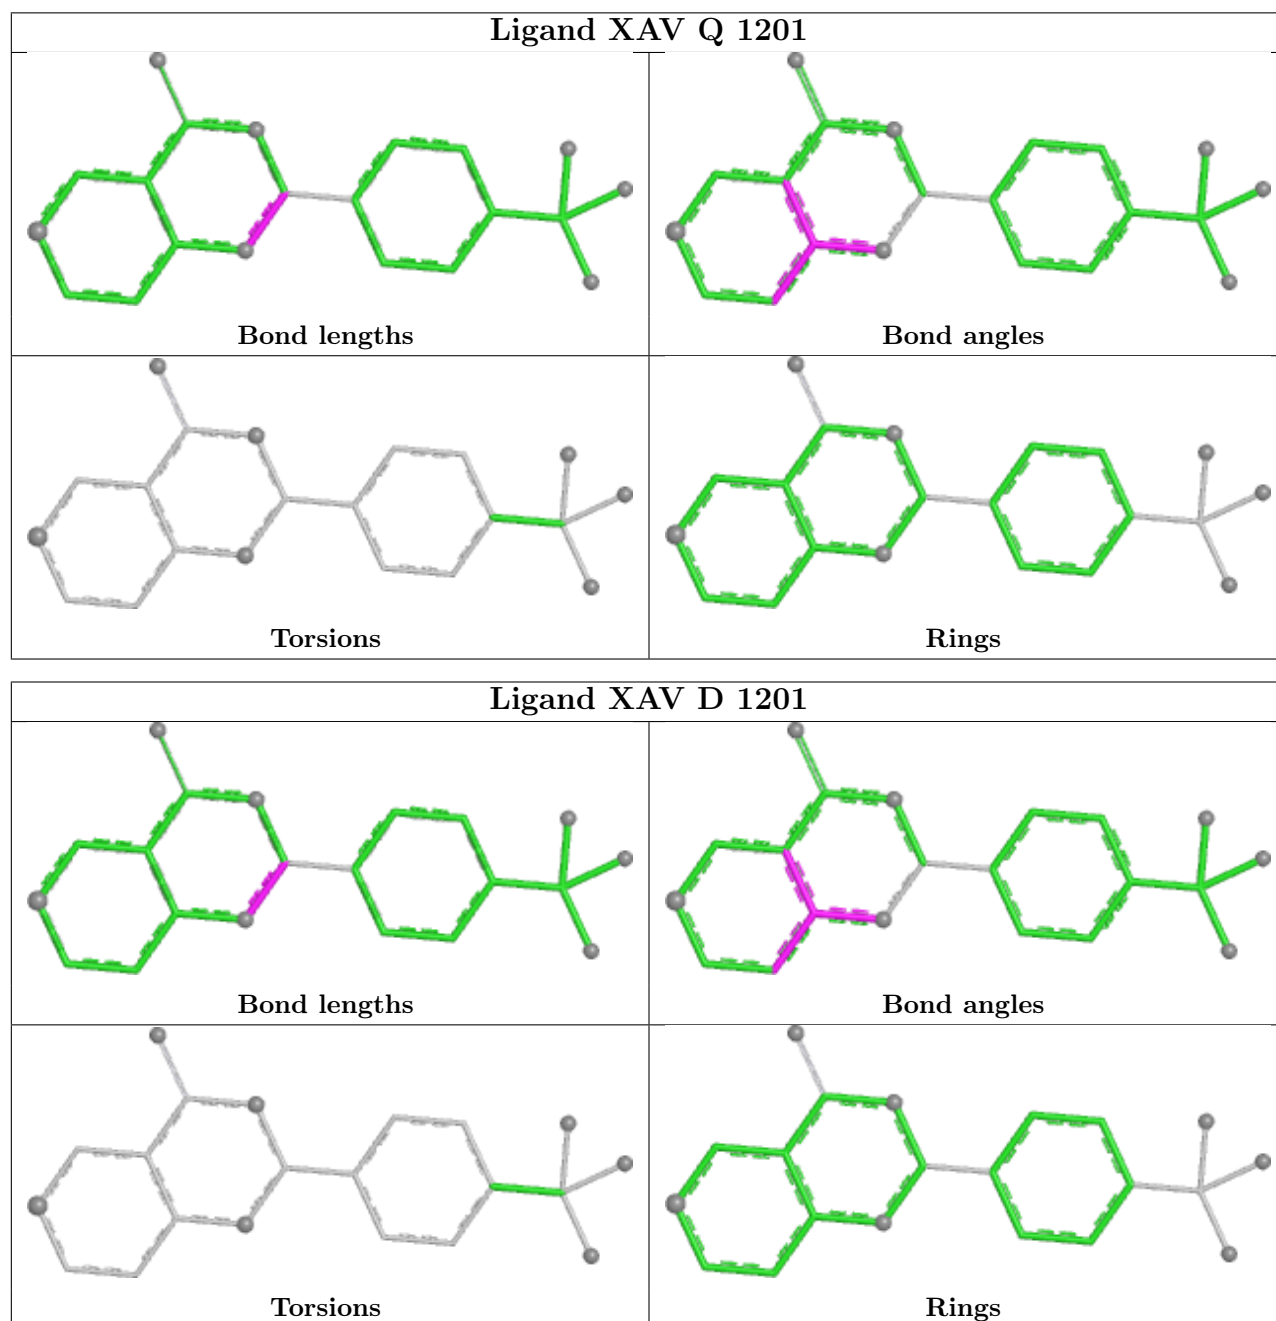 Ligand XAV Q 1201
Bond lengths
Bond angles
Torsions
Rings
Ligand XAV D 1201
Bond lengths
Bond angles
Torsions
Rings